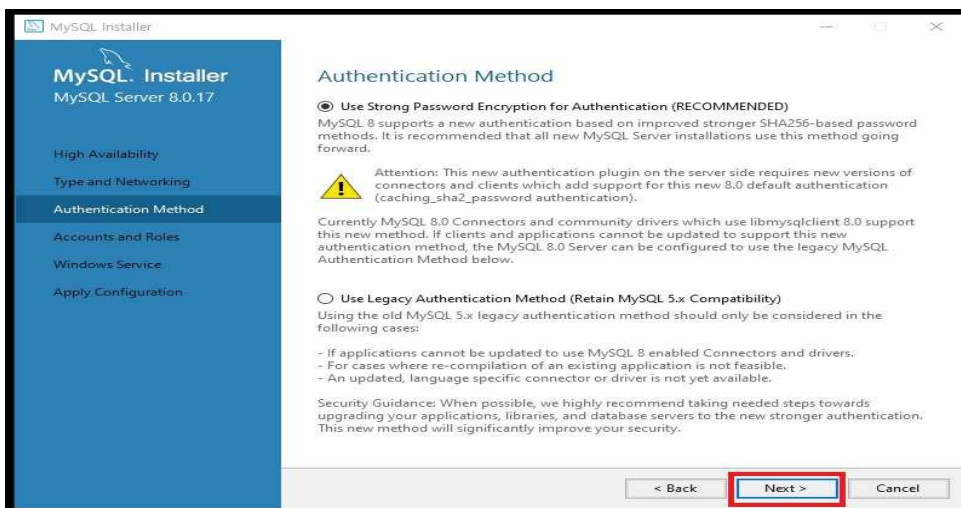 MySQL Installer
MySQL. Installer
MySQL Server 8.0.17
High Availability
Type and Networking
Authentication Method
Accounts and Roles
Windows Service
Apply Configuration
Authentication Method
Use Strong Password Encryption for Authentication (RECOMMENDED)
MySQL 8 supports a new authentication based on improved stronger SHA256-based password
methods. It is recommended that all new MySQL Server installations use this method going
forward.
Attention: This new authentication plugin on the server side requires new versions of
connectors and clients which add support for this new 8.0 default authentication
(caching_sha2_password authentication).
Currently MySQL 8.0 Connectors and community drivers which use libmysqlclient 8.0 support
this new method. If clients and applications cannot be updated to support this new
authentication method, the MySQL 8.0 Server can be configured to use the legacy MySQL
Authentication Method below.
Use Legacy Authentication Method (Retain MySQL 5.x Compatibility)
Using the old MySQL 5.x legacy authentication method should only be considered in the
following cases:
- If applications cannot be updated to use MySQL 8 enabled Connectors and drivers.
- For cases where re-compilation of an existing application is not feasible.
- An updated, language specific connector or driver is not yet available.
Security Guidance: When possible, we highly recommend taking needed steps towards
upgrading your applications, libraries, and database servers to the new stronger authentication.
This new method will significantly improve your security.
< Back
Next >
Cancel